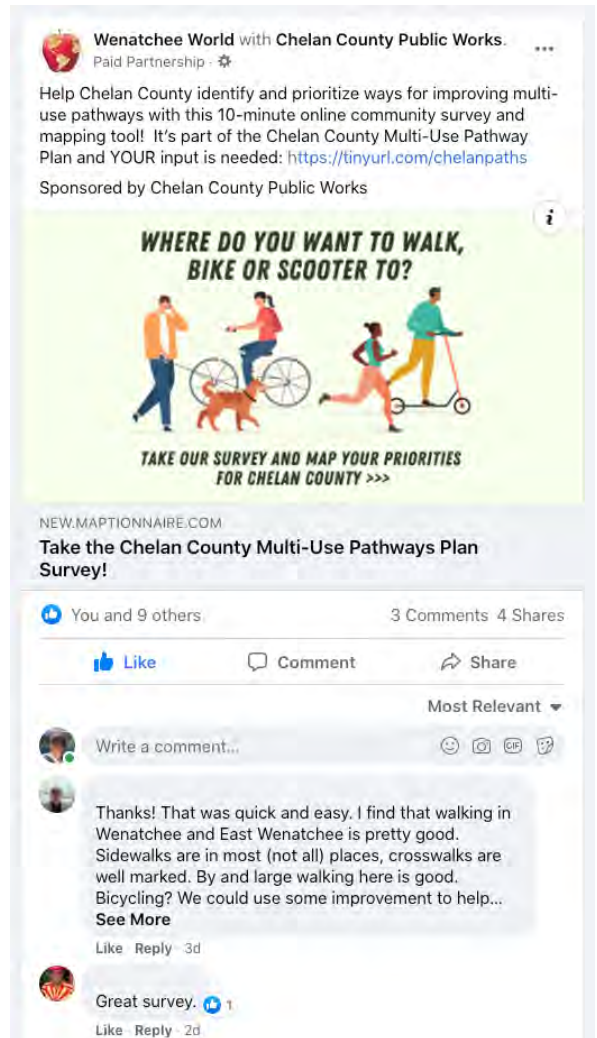 Wenatchee World with Chelan County Public Works.
Paid Partnership ·
Help Chelan County identify and prioritize ways for improving multi-
use pathways with this 10-minute online community survey and
mapping tool! It's part of the Chelan County Multi-Use Pathway
Plan and YOUR input is needed: https://tinyurl.com/chelanpaths
Sponsored by Chelan County Public Works
i
WHERE DO YOU WANT TO WALK,
BIKE OR SCOOTER TO?
TAKE OUR SURVEY AND MAP YOUR PRIORITIES
FOR CHELAN COUNTY >>>
NEW.MAPTIONNAIRE.COM
Take the Chelan County Multi-Use Pathways Plan
Survey!
You and 9 others 3 Comments 4 Shares
Like Comment Share
Most Relevant
Write a comment... GIF
Thanks! That was quick and easy. I find that walking in
Wenatchee and East Wenatchee is pretty good.
Sidewalks are in most (not all) places, crosswalks are
well marked. By and large walking here is good.
Bicycling? We could use some improvement to help...
See More
Like · Reply · 3d
Great survey. 1
Like · Reply · 2d